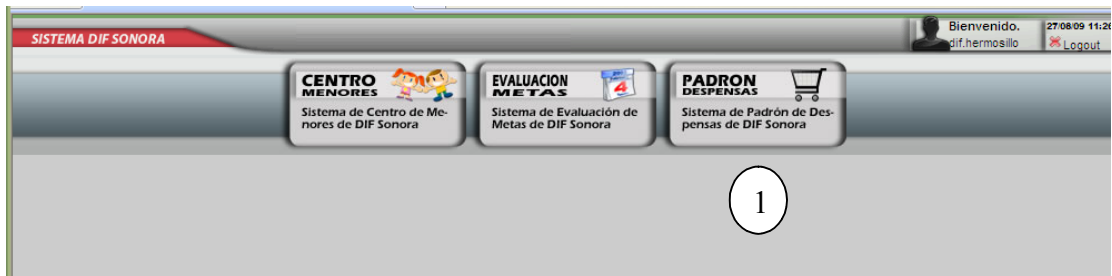 SISTEMA DIF SONORA
Bienvenido.
dif.hermosillo
27/08/09 11:26
Logout
CENTRO
MENORES
Sistema de Centro de Me-
nores de DIF Sonora
EVALUACION
METAS
4
Sistema de Evaluación de
Metas de DIF Sonora
PADRON
DESPENSAS
Sistema de Padrón de Des-
pensas de DIF Sonora
1